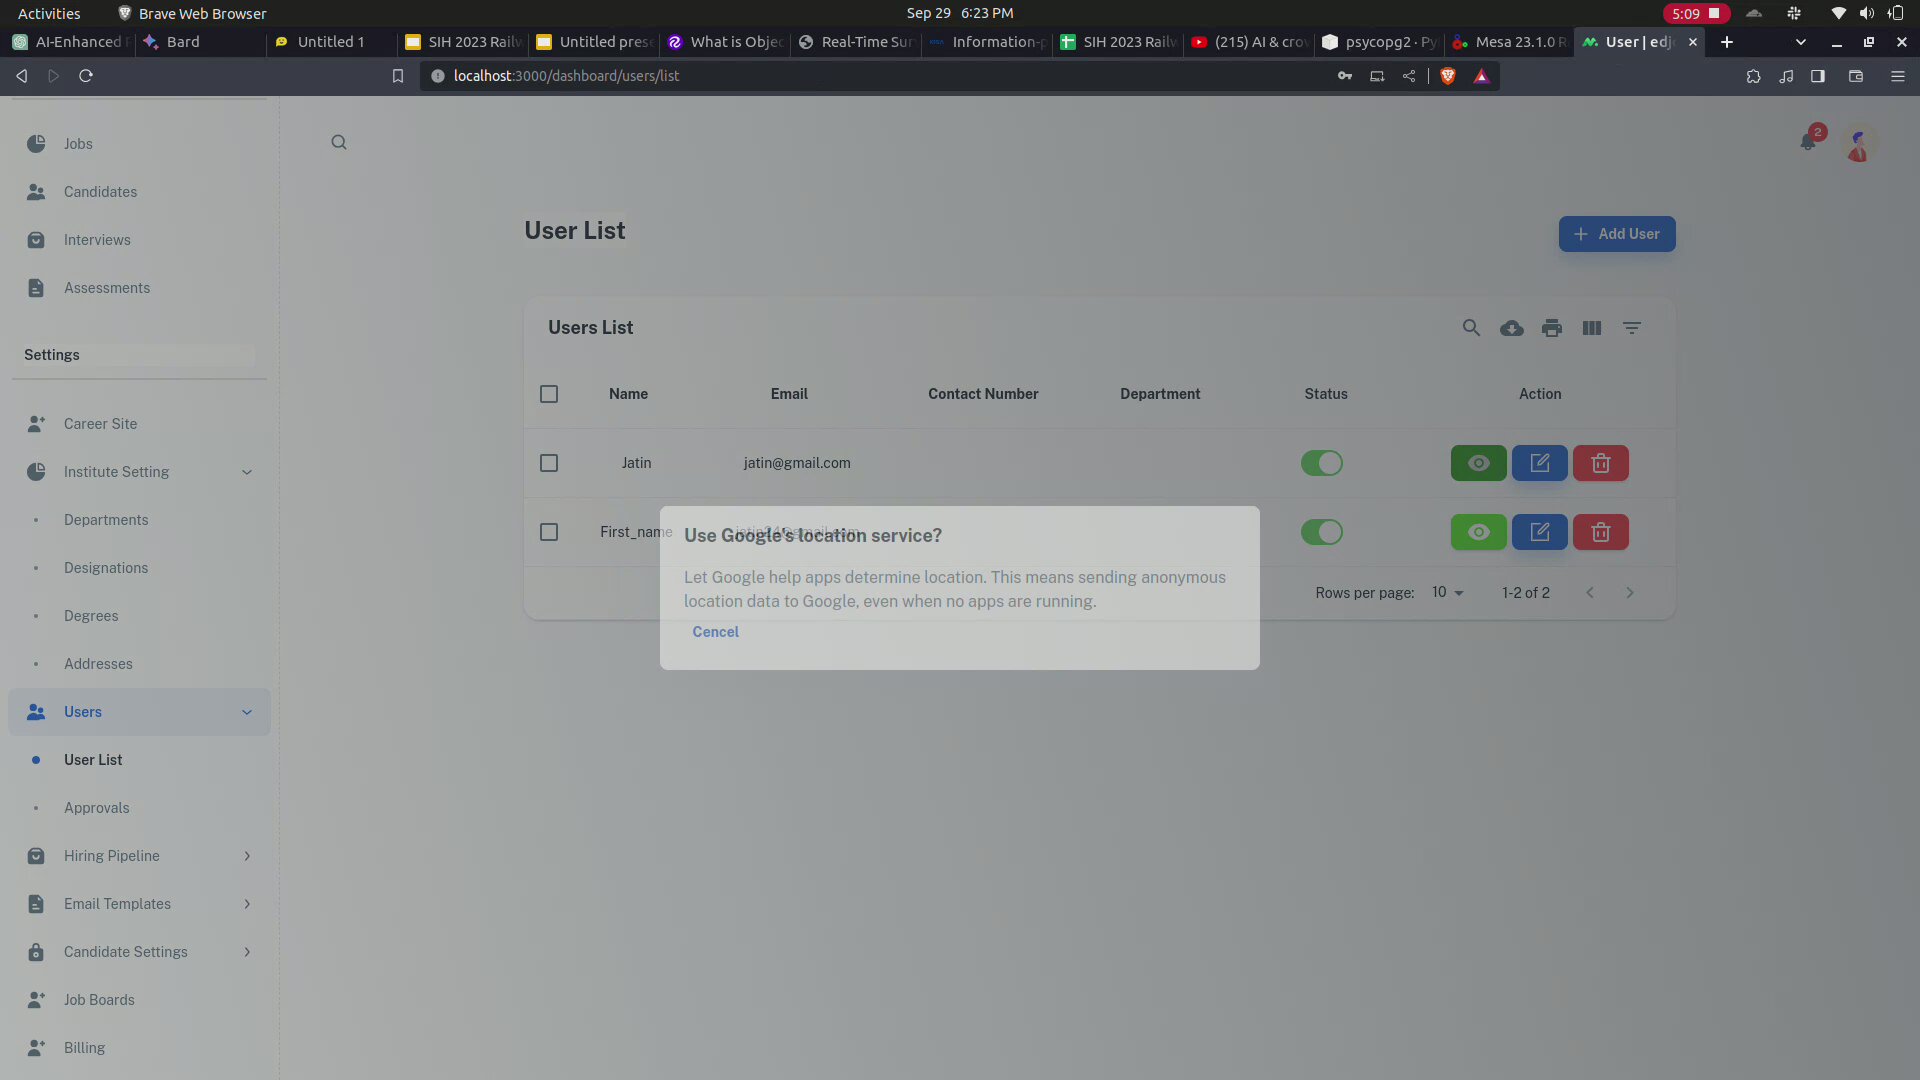 Activities
Brave Web Browser
Sep 29 6:23 PM
5:09
AI-Enhanced
Bard
Untitled 1
SIH 2023 Railw
Untitled prese
What is Objec
Real-Time Sur
Information-p
SIH 2023 Railw
(215) AI & crow
psycopg2 · Py
Mesa 23.1.0 R
User | edj
localhost:3000/dashboard/users/list
Jobs
Candidates
Interviews
Assessments
Settings
Career Site
Institute Setting
Departments
Designations
Degrees
Addresses
Users
User List
Approvals
Hiring Pipeline
Email Templates
Candidate Settings
Job Boards
Billing
2
User List
Add User
Users List
Name Email Contact Number Department Status Action
Jatin jatin@gmail.com
First_name jatin24@gmail.com
Use Google's location service?
Let Google help apps determine location. This means sending anonymous
location data to Google, even when no apps are running.
Cencel
Rows per page: 10 1-2 of 2